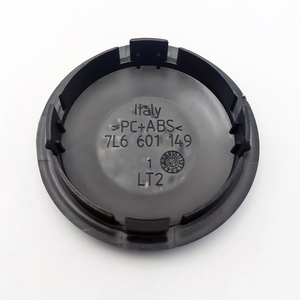 Italy
>PC+ABS<
7L6 601 149
1
LT2